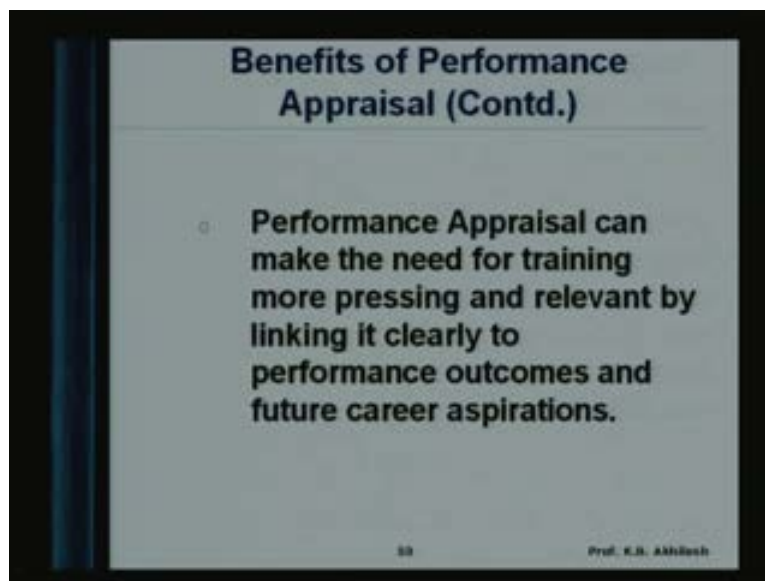 Benefits of Performance
Appraisal (Contd.)
Performance Appraisal can
make the need for training
more pressing and relevant by
linking it clearly to
performance outcomes and
future career aspirations.
Prof. K.B. Akhilesh